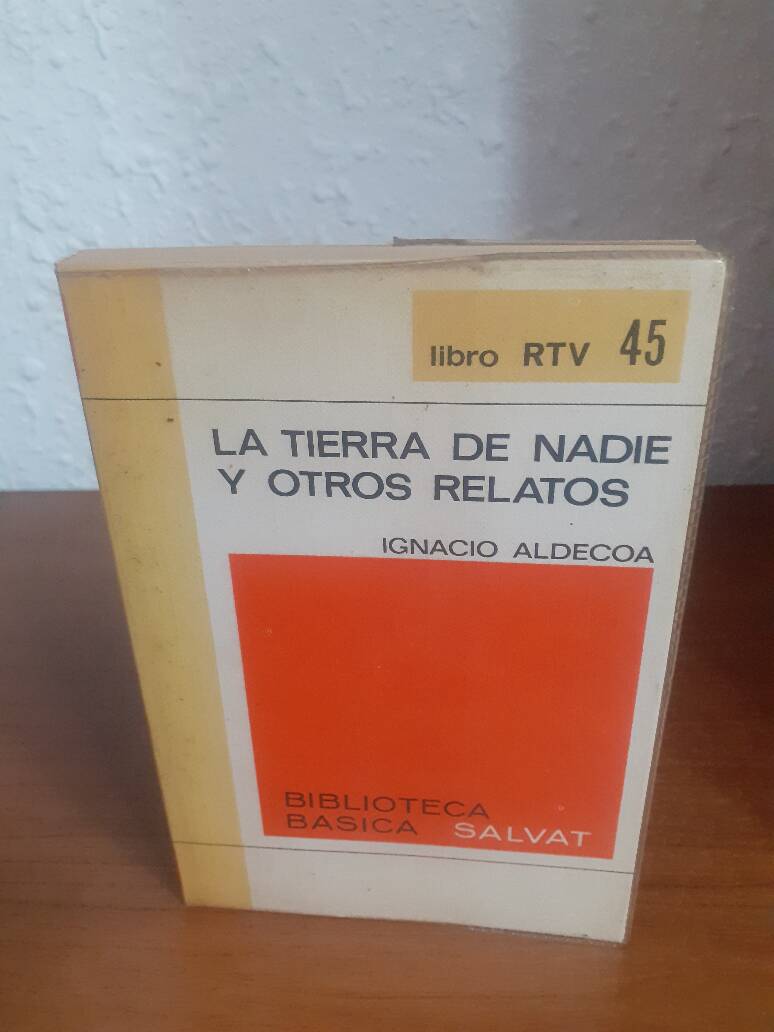 libro RTV 45
LA TIERRA DE NADIE
Y OTROS RELATOS
IGNACIO ALDECOA
BIBLIOTECA
BASICA SALVAT